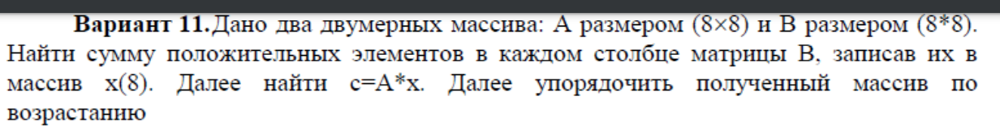 Вариант 11.Дано два двумерных массива: А размером (8×8) и В размером (8*8).
Найти сумму положительных элементов в каждом столбце матрицы В, записав их в
массив х(8). Далее найти с=А*х. Далее упорядочить полученный массив по
возрастанию